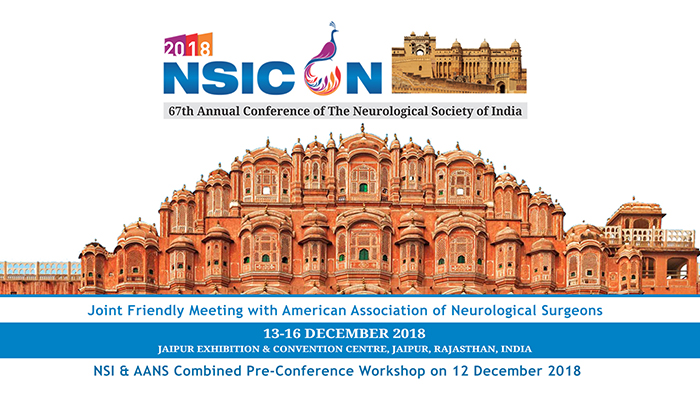 2018
NSICON
67th Annual Conference of The Neurological Society of India
Joint Friendly Meeting with American Association of Neurological Surgeons
13-16 DECEMBER 2018
JAIPUR EXHIBITION & CONVENTION CENTRE, JAIPUR, RAJASTHAN, INDIA
NSI & AANS Combined Pre-Conference Workshop on 12 December 2018